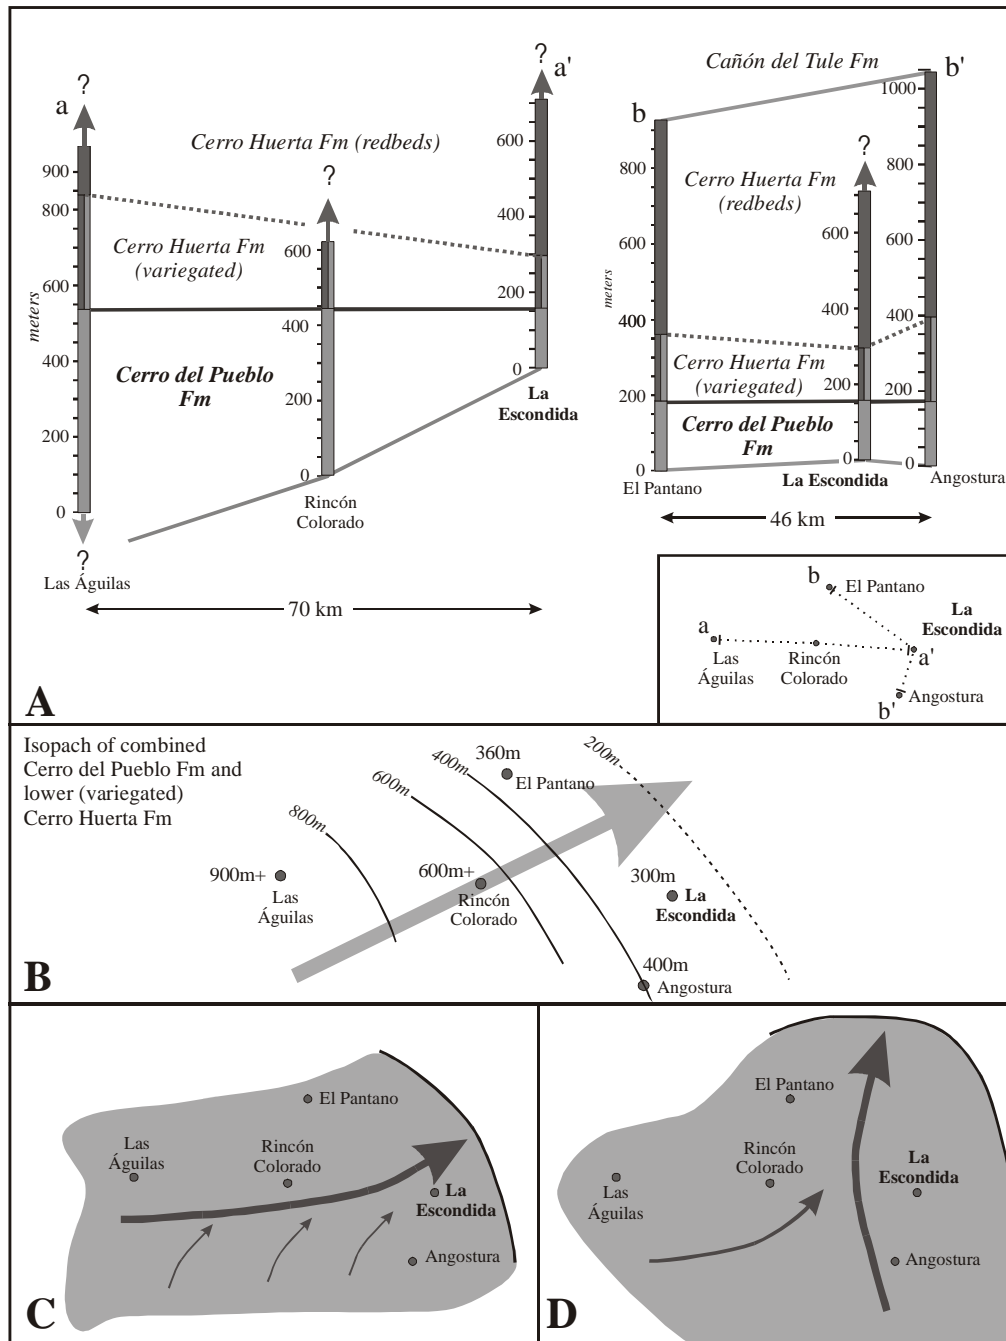 ?
a
Cerro Huerta Fm (redbeds)
?
?
a'
900
800
600
400
200
0
meters
Cerro Huerta Fm
(variegated)
Cerro del Pueblo
Fm
600
400
200
0
600
400
200
0
?
Las Águilas
Rincón
Colorado
La
Escondida
70 km
Cañón del Tule Fm
b
b'
?
Cerro Huerta Fm
(redbeds)
Cerro Huerta Fm
(variegated)
Cerro del Pueblo
Fm
meters
800
600
400
200
0
600
400
200
0
1000
800
600
400
200
0
El Pantano
La Escondida
Angostura
46 km
b
El Pantano
La
Escondida
a
a'
Las
Águilas
Rincón
Colorado
b'
Angostura
A
Isopach of combined
Cerro del Pueblo Fm and
lower (variegated)
Cerro Huerta Fm
800m
600m
400m
200m
360m
El Pantano
900m+
Las
Águilas
600m+
Rincón
Colorado
300m
La
Escondida
400m
Angostura
B
El Pantano
Las
Águilas
Rincón
Colorado
La
Escondida
Angostura
C
El Pantano
Rincón
Colorado
La
Escondida
Las
Águilas
Angostura
D